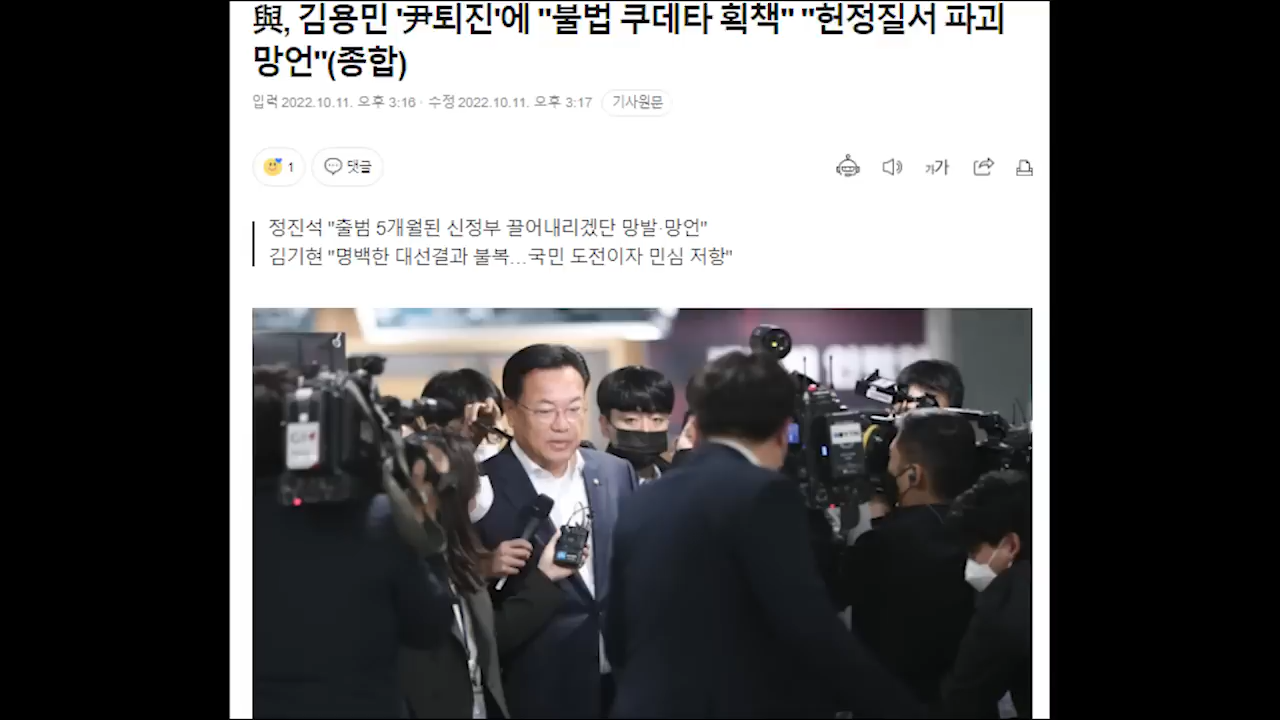 與, 김용민 '尹퇴진'에 "불법 쿠데타 획책" "헌정질서 파괴
망언"(종합)
입력 2022.10.11. 오후 3:16 · 수정 2022.10.11. 오후 3:17 기사원문
1 댓글 가가
정진석 "출범 5개월된 신정부 끌어내리겠단 망발·망언"
김기현 "명백한 대선결과 불복…국민 도전이자 민심 저항"